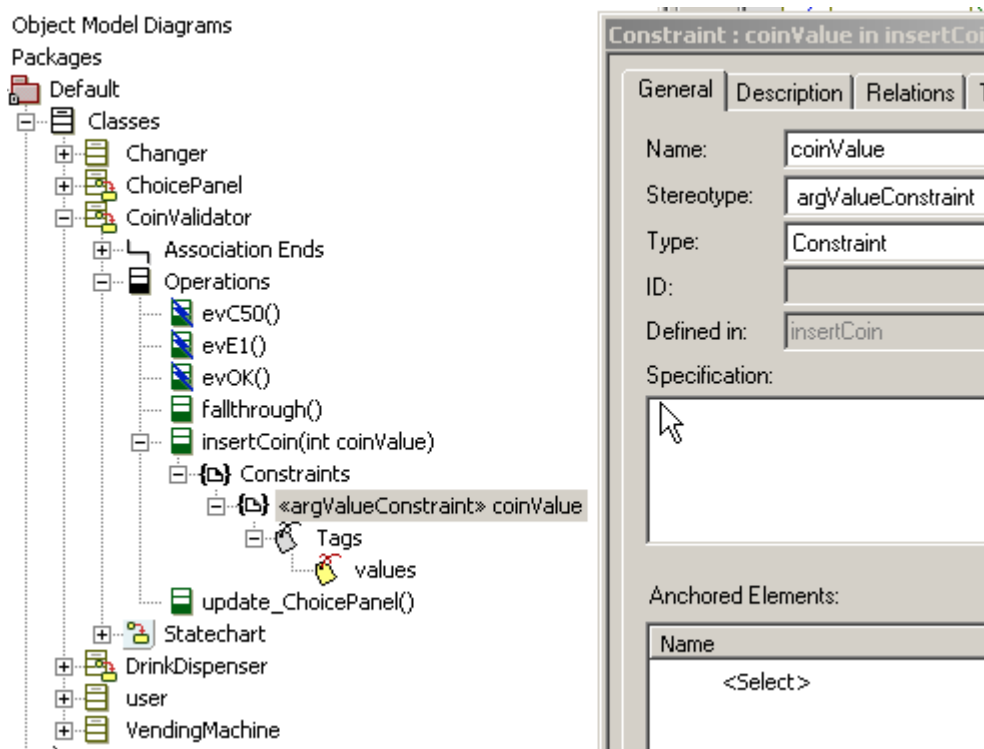 Object Model Diagrams
Packages
Default
Classes
Changer
ChoicePanel
CoinValidator
Association Ends
Operations
evC50()
evE1()
evOK()
fallthrough()
insertCoin(int coinValue)
Constraints
«argValueConstraint» coinValue
Tags
values
update_ChoicePanel()
Statechart
DrinkDispenser
user
VendingMachine
Constraint : coinValue in insertCoi
General Description Relations T
Name: coinValue
Stereotype: argValueConstraint
Type: Constraint
ID:
Defined in: insertCoin
Specification:
Anchored Elements:
Name
<Select>